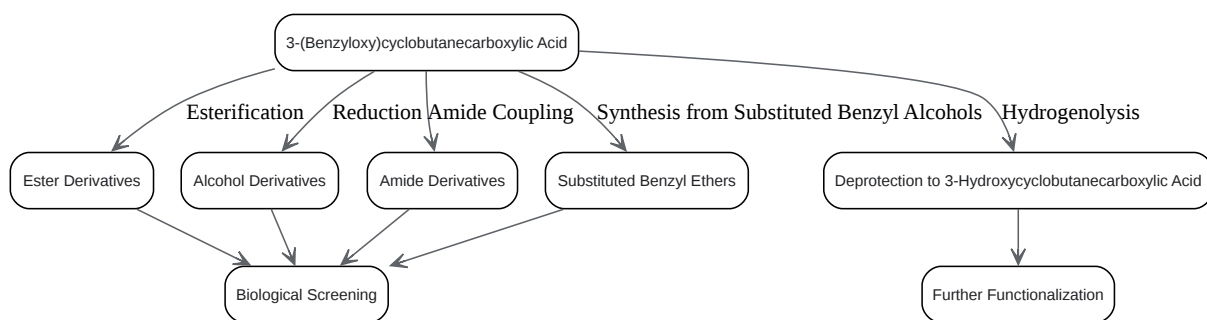 3-(Benzyloxy)cyclobutanecarboxylic Acid
Esterification
Reduction
Amide Coupling
Synthesis from Substituted Benzyl Alcohols
Hydrogenolysis
Ester Derivatives
Alcohol Derivatives
Amide Derivatives
Substituted Benzyl Ethers
Deprotection to 3-Hydroxycyclobutanecarboxylic Acid
Biological Screening
Further Functionalization